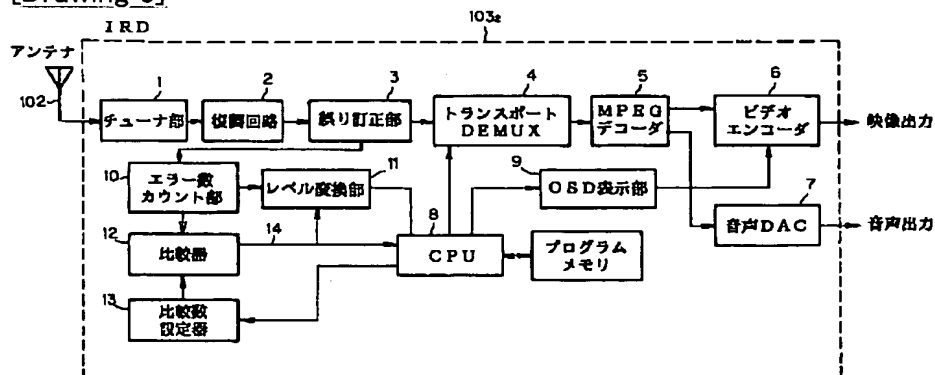 [Drawing 6]
IRD
103₂
アンテナ
102
1
チューナ部
2
復調回路
3
誤り訂正部
4
トランスポート
DEMUX
5
MPEG
デコーダ
6
ビデオ
エンコーダ
映像出力
10
エラー数
カウント部
11
レベル変換部
9
OSD表示部
7
音声DAC
音声出力
12
比較器
14
8
CPU
プログラム
メモリ
13
比較数
設定器